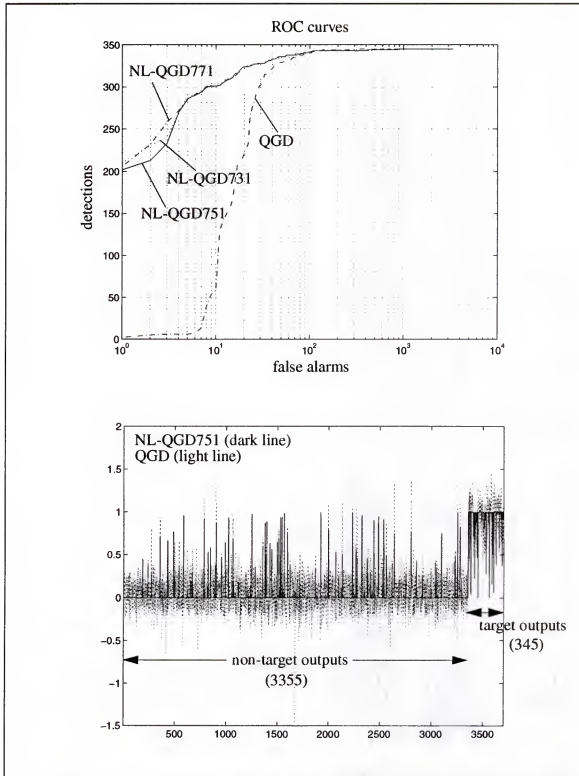 ROC curves
350
300
250
200
150
100
50
0
detections
NL-QGD771
QGD
NL-QGD731
NL-QGD751
10⁰
10¹
10²
10³
10⁴
false alarms
2
1.5
1
0.5
0
−0.5
−1
−1.5
NL-QGD751 (dark line)
QGD (light line)
target outputs
(345)
non-target outputs
(3355)
500
1000
1500
2000
2500
3000
3500